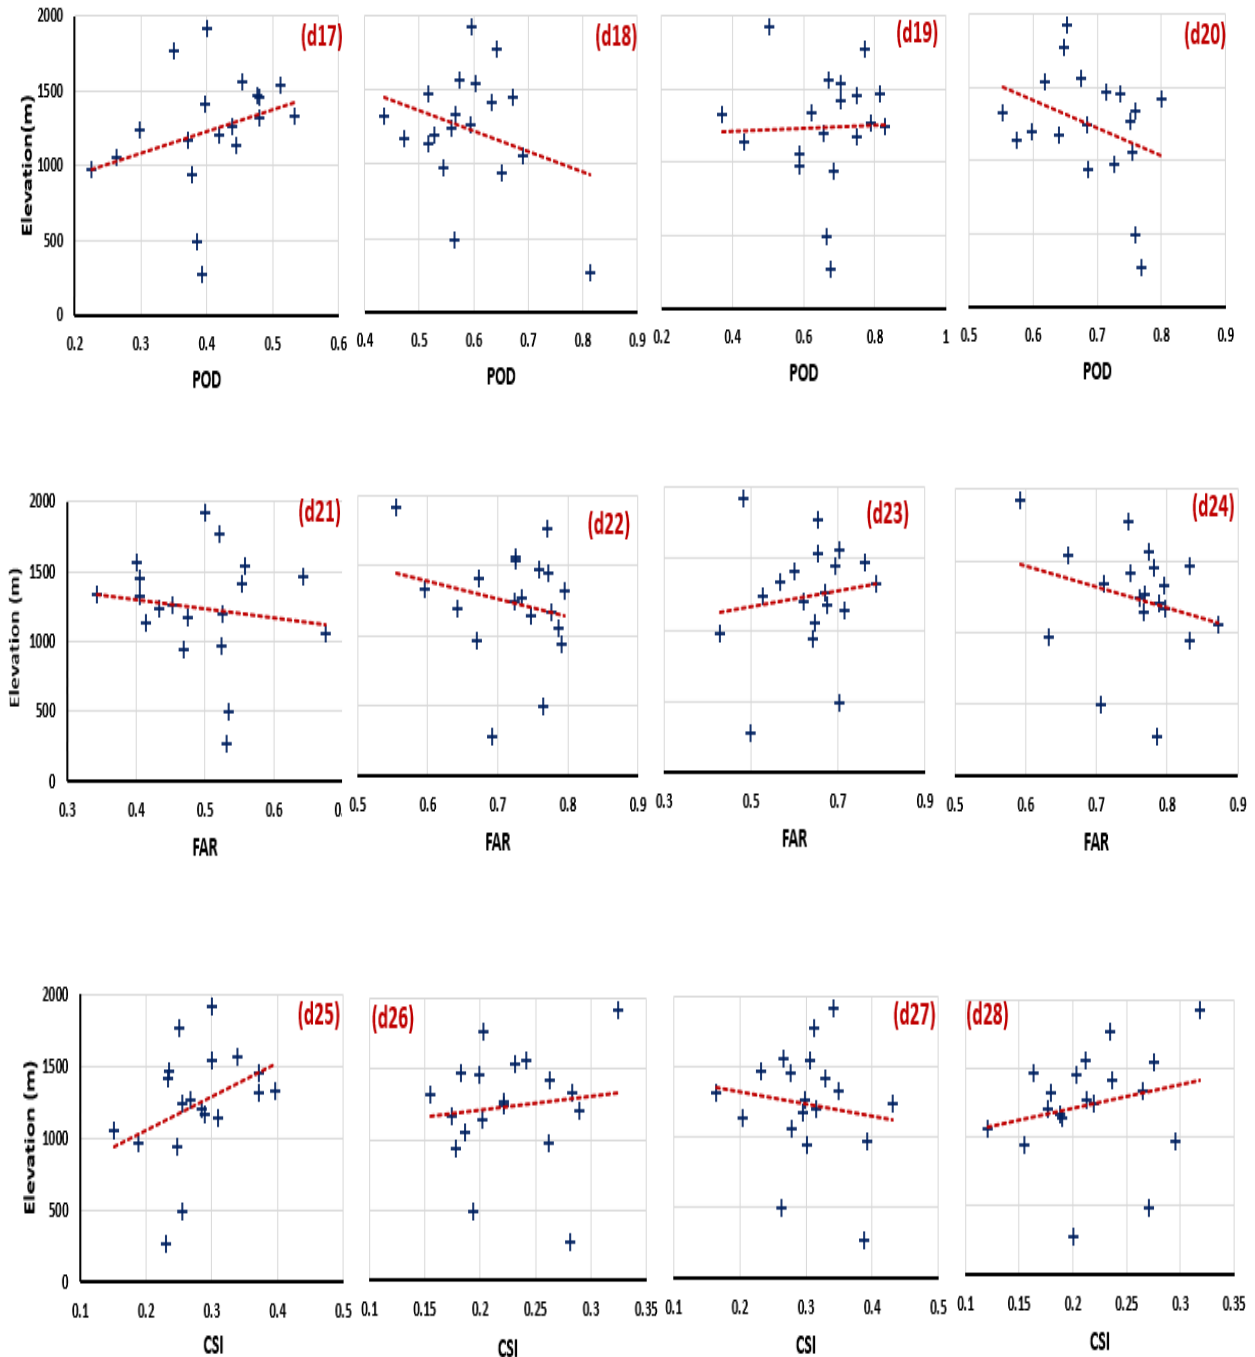 2000
(d17)
(d18)
(d19)
(d20)
1500
1000
500
0
Elevation(m)
0.2 0.3 0.4 0.5 0.6
0.4 0.5 0.6 0.7 0.8 0.9
0.2 0.4 0.6 0.8 1
0.5 0.6 0.7 0.8 0.9
POD POD POD POD
2000
(d21)
(d22)
(d23)
(d24)
1500
1000
500
0
Elevation (m)
0.3 0.4 0.5 0.6 0.
0.5 0.6 0.7 0.8 0.9
0.3 0.5 0.7 0.9
0.5 0.6 0.7 0.8 0.9
FAR FAR FAR FAR
2000
(d25)
(d26)
(d27)
(d28)
1500
1000
500
0
Elevation (m)
0.1 0.2 0.3 0.4 0.5
0.1 0.15 0.2 0.25 0.3 0.35
0.1 0.2 0.3 0.4 0.5
0.1 0.15 0.2 0.25 0.3 0.35
CSI CSI CSI CSI